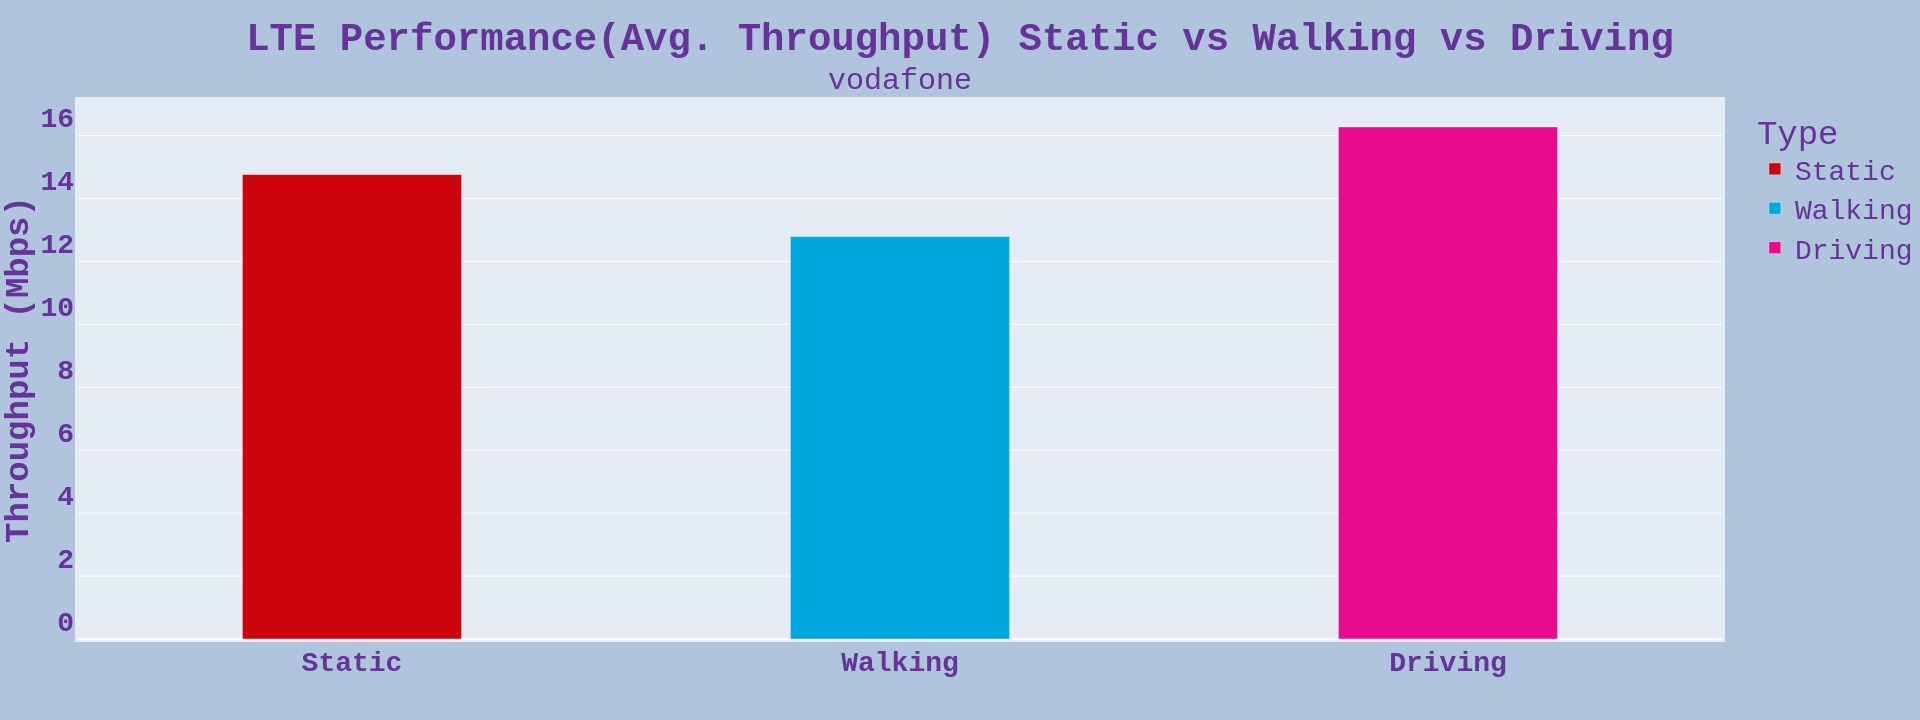 LTE Performance(Avg. Throughput) Static vs Walking vs Driving
vodafone
Throughput (Mbps)
16
14
12
10
8
6
4
2
0
Static
Walking
Driving
Type
Static
Walking
Driving